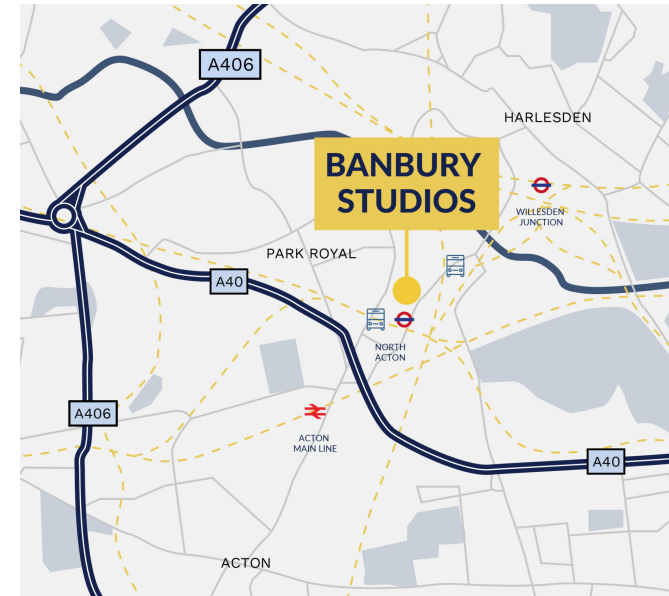 A406
HARLESDEN
BANBURY
STUDIOS
WILLESDEN
JUNCTION
PARK ROYAL
A40
NORTH
ACTON
A406
ACTON
MAIN LINE
A40
ACTON